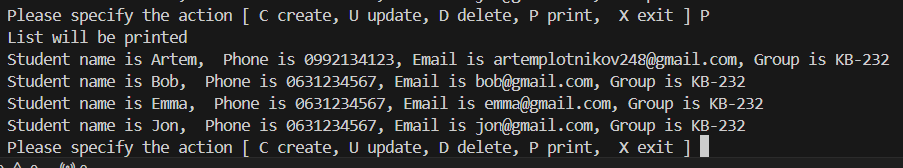 Please specify the action [ C create, U update, D delete, P print,  X exit ] P
List will be printed
Student name is Artem,  Phone is 0992134123, Email is artemplotnikov248@gmail.com, Group is KB-232
Student name is Bob,  Phone is 0631234567, Email is bob@gmail.com, Group is KB-232
Student name is Emma,  Phone is 0631234567, Email is emma@gmail.com, Group is KB-232
Student name is Jon,  Phone is 0631234567, Email is jon@gmail.com, Group is KB-232
Please specify the action [ C create, U update, D delete, P print,  X exit ]